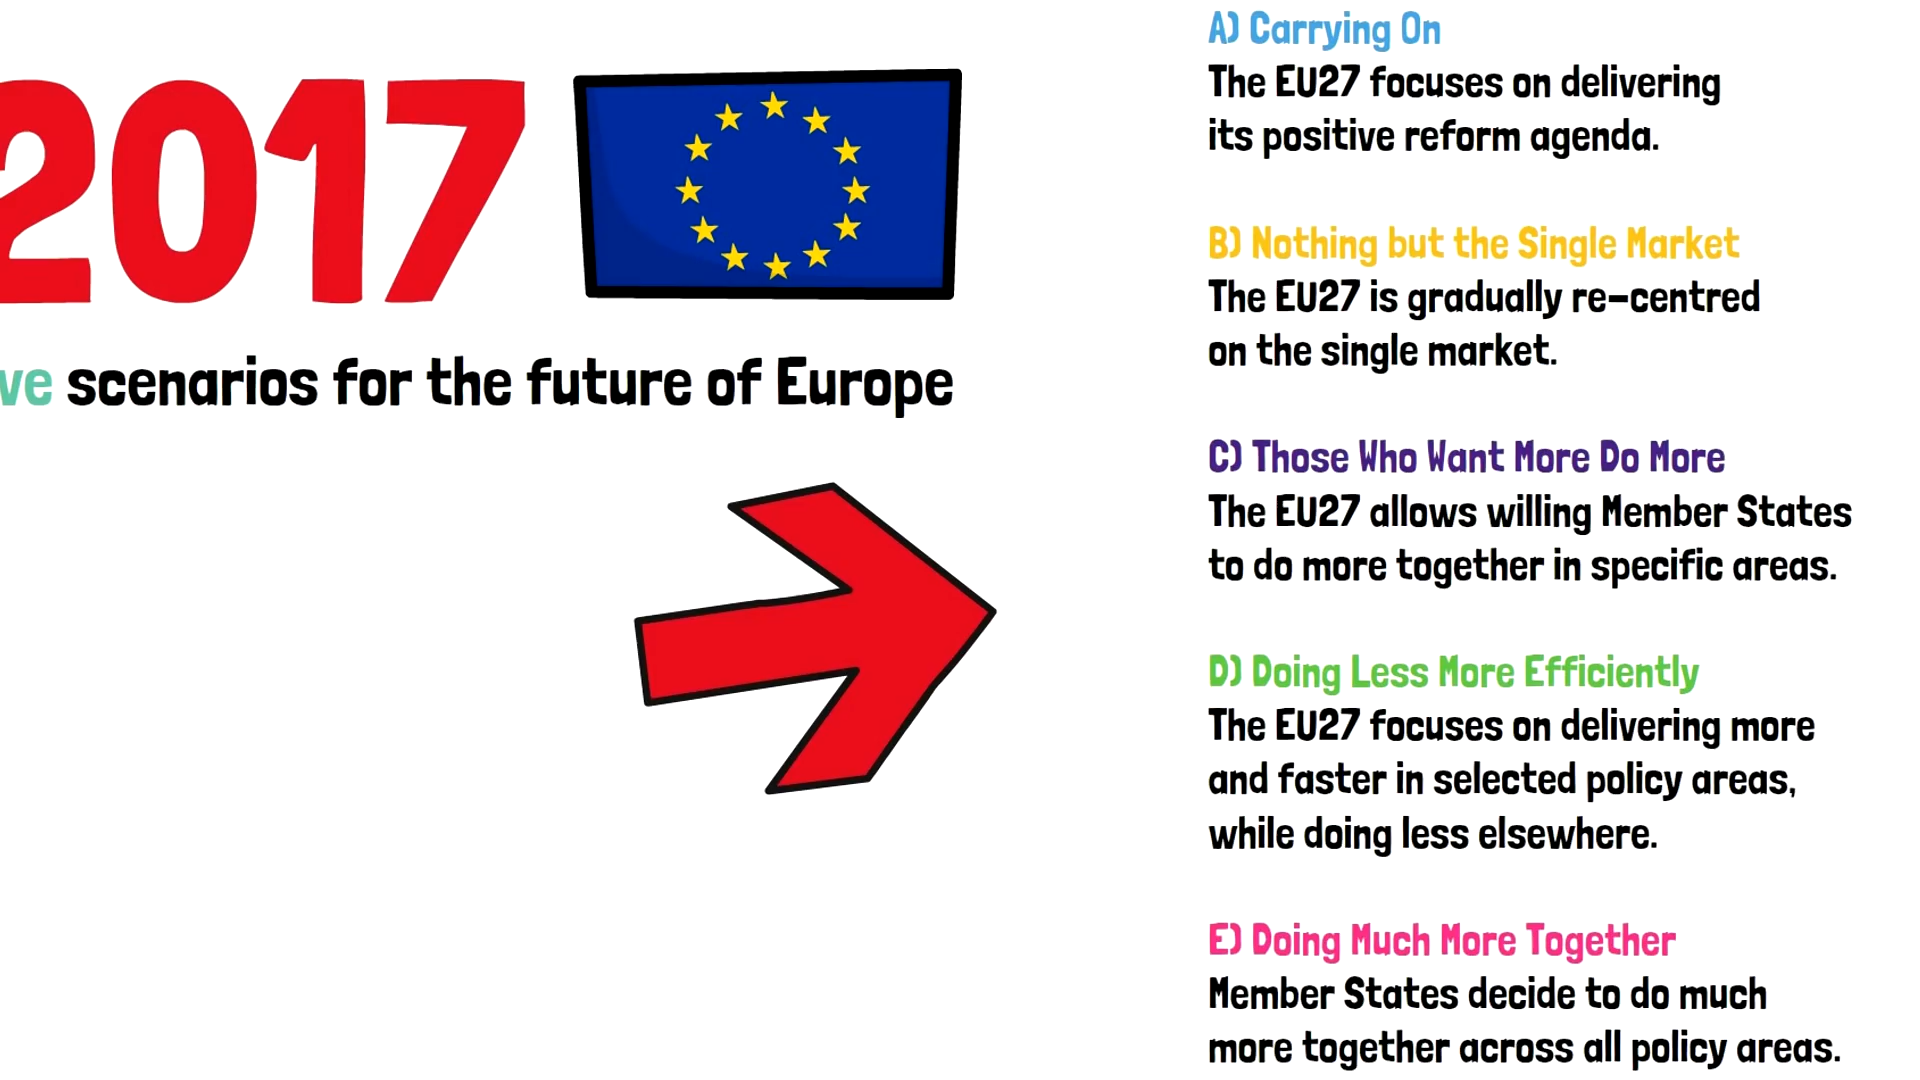 2017
ve scenarios for the future of Europe
A) Carrying On
The EU27 focuses on delivering
its positive reform agenda.
B) Nothing but the Single Market
The EU27 is gradually re-centred
on the single market.
C) Those Who Want More Do More
The EU27 allows willing Member States
to do more together in specific areas.
D) Doing Less More Efficiently
The EU27 focuses on delivering more
and faster in selected policy areas,
while doing less elsewhere.
E) Doing Much More Together
Member States decide to do much
more together across all policy areas.